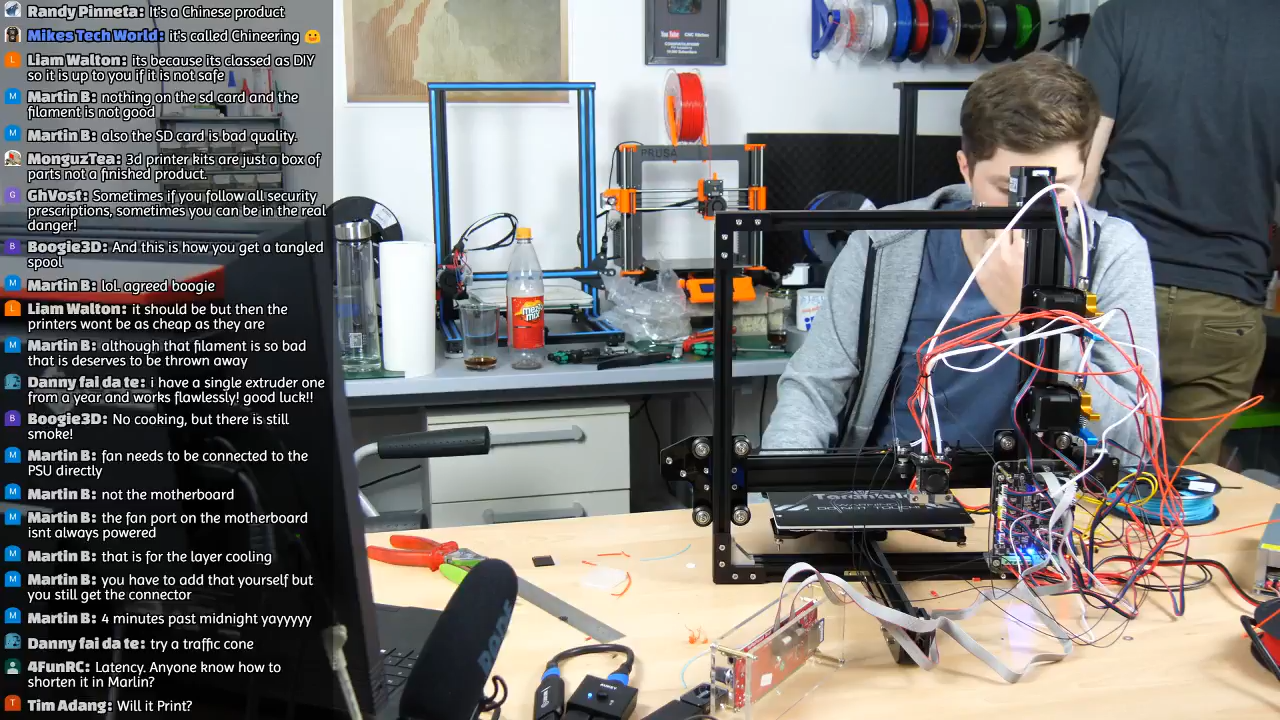 Randy Pinneta: It's a Chinese product
Mikes Tech World: it's called Chineering
Liam Walton: its because its classed as DIY
so it is up to you if it is not safe
Martin B: nothing on the sd card and the
filament is not good
Martin B: also the SD card is bad quality.
MonguzTea: 3d printer kits are just a box of
parts not a finished product.
GhVost: Sometimes if you follow all security
prescriptions, sometimes you can be in the real
danger!
Boogie3D: And this is how you get a tangled
spool
Martin B: lol agreed boogie
Liam Walton: it should be but then the
printers wont be as cheap as they are
Martin B: although that filament is so bad
that is deserves to be thrown away
Danny fai da te: i have a single extruder one
from a year and works flawlessly! good luck!!
Boogie3D: No cooking, but there is still
smoke!
Martin B: fan needs to be connected to the
PSU directly
Martin B: not the motherboard
Martin B: the fan port on the motherboard
isnt always powered
Martin B: that is for the layer cooling
Martin B: you have to add that yourself but
you still get the connector
Martin B: 4 minutes past midnight yayyyyy
Danny fai da te: try a traffic cone
4FunRC: Latency. Anyone know how to
shorten it in Marlin?
Tim Adang: Will it Print?
YouTube
PRUSA
mezzo
mix
DO NOT TOUCH
RODE